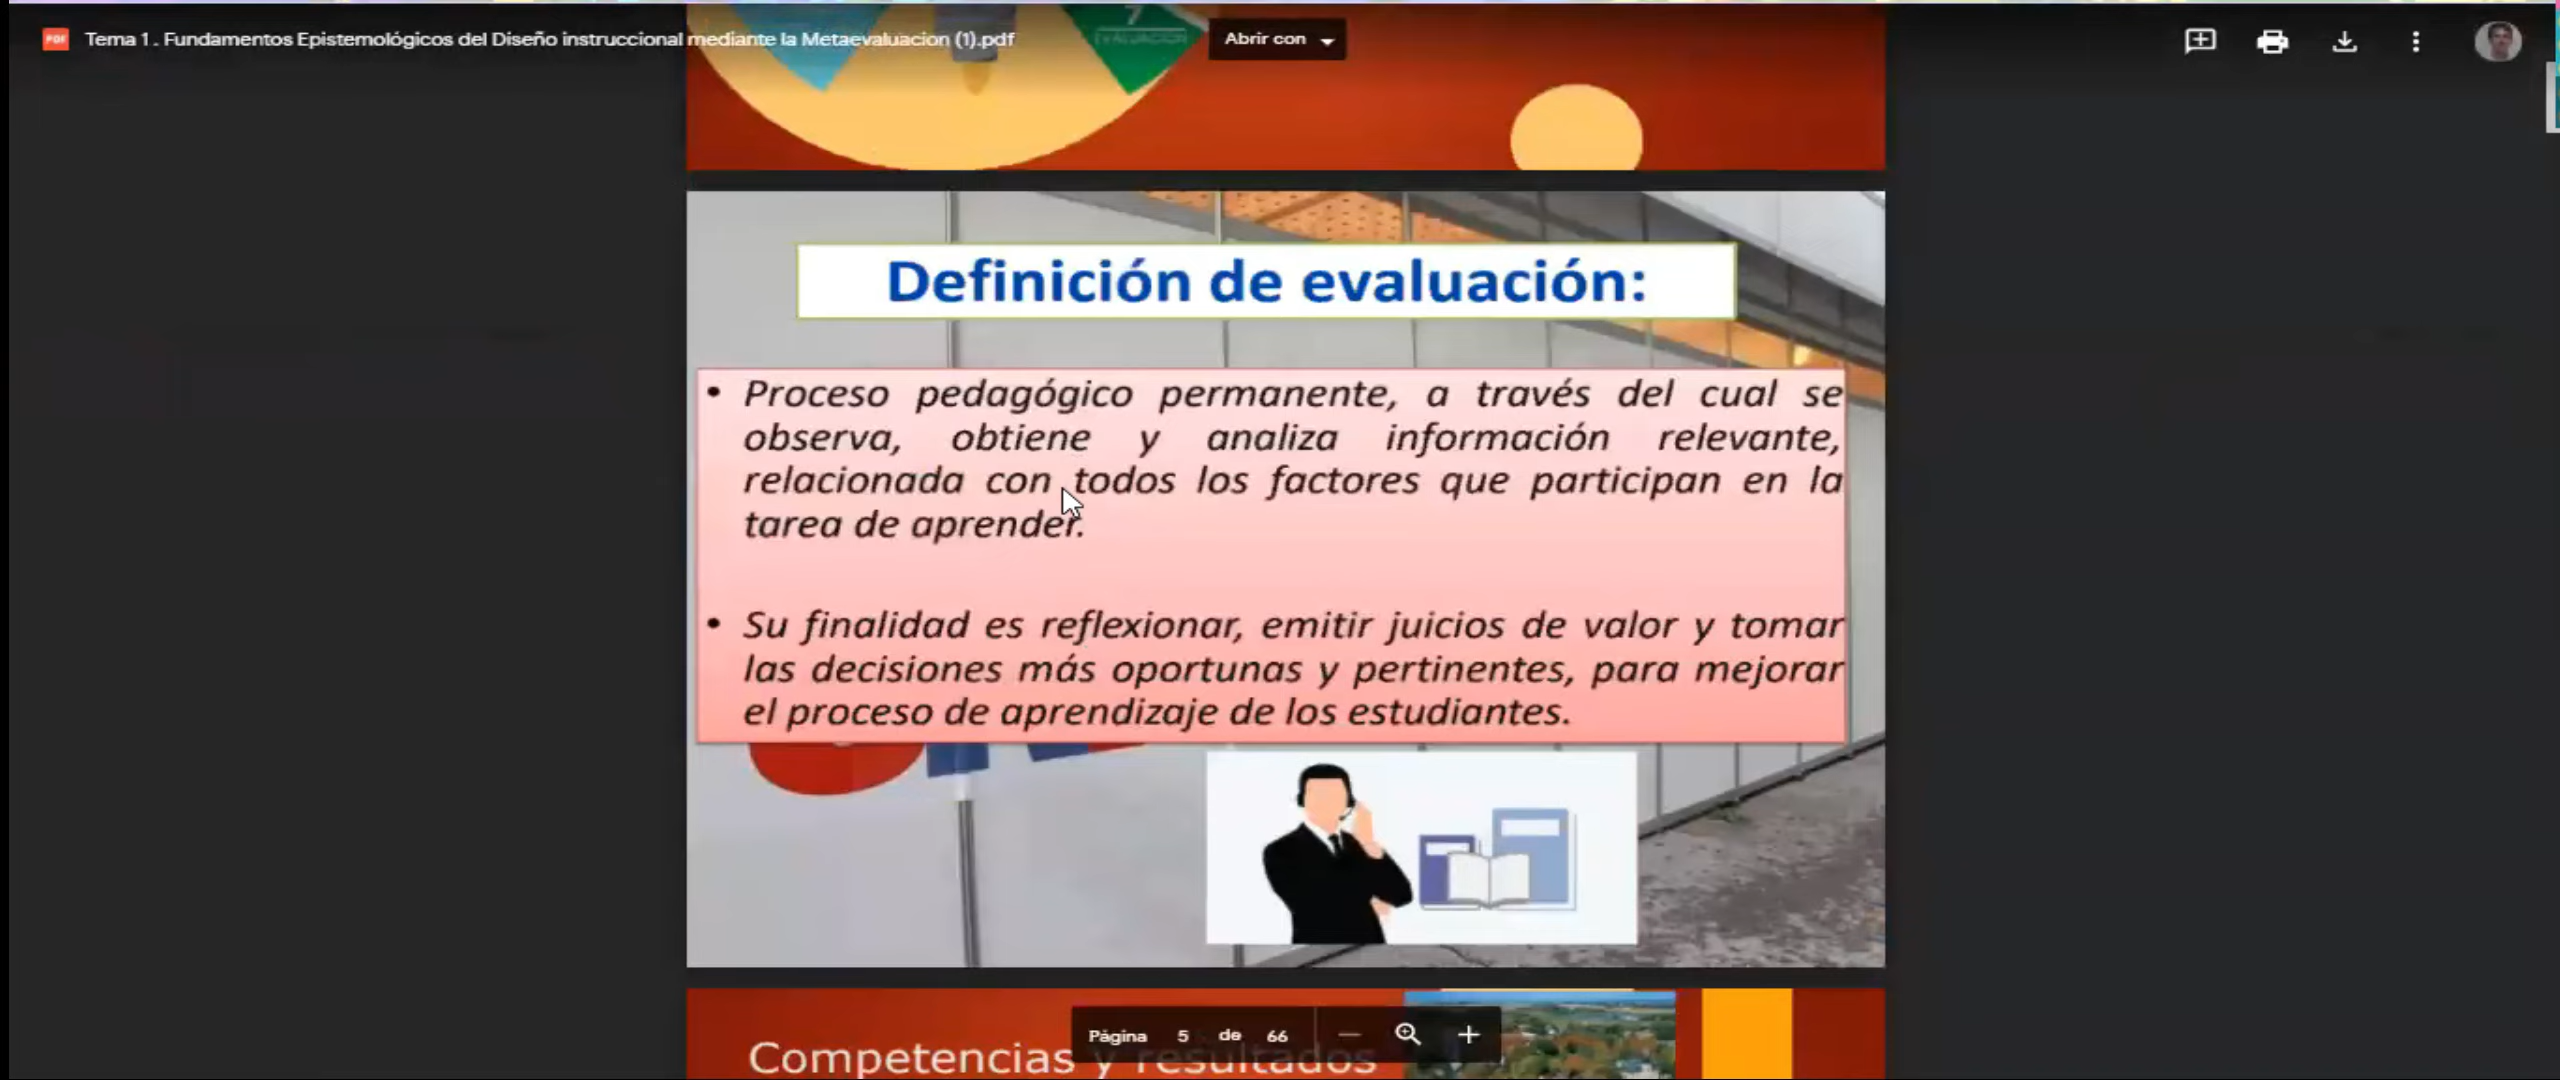 PDF Tema 1 . Fundamentos Epistemológicos del Diseño instruccional mediante la Metaevaluacion (1).pdf
7
EVALUACIÓN
Abrir con
Definición de evaluación:
• Proceso pedagógico permanente, a través del cual se
observa, obtiene y analiza información relevante,
relacionada con todos los factores que participan en la
tarea de aprender.
• Su finalidad es reflexionar, emitir juicios de valor y tomar
las decisiones más oportunas y pertinentes, para mejorar
el proceso de aprendizaje de los estudiantes.
Página 5 de 66
Competencias y resultados